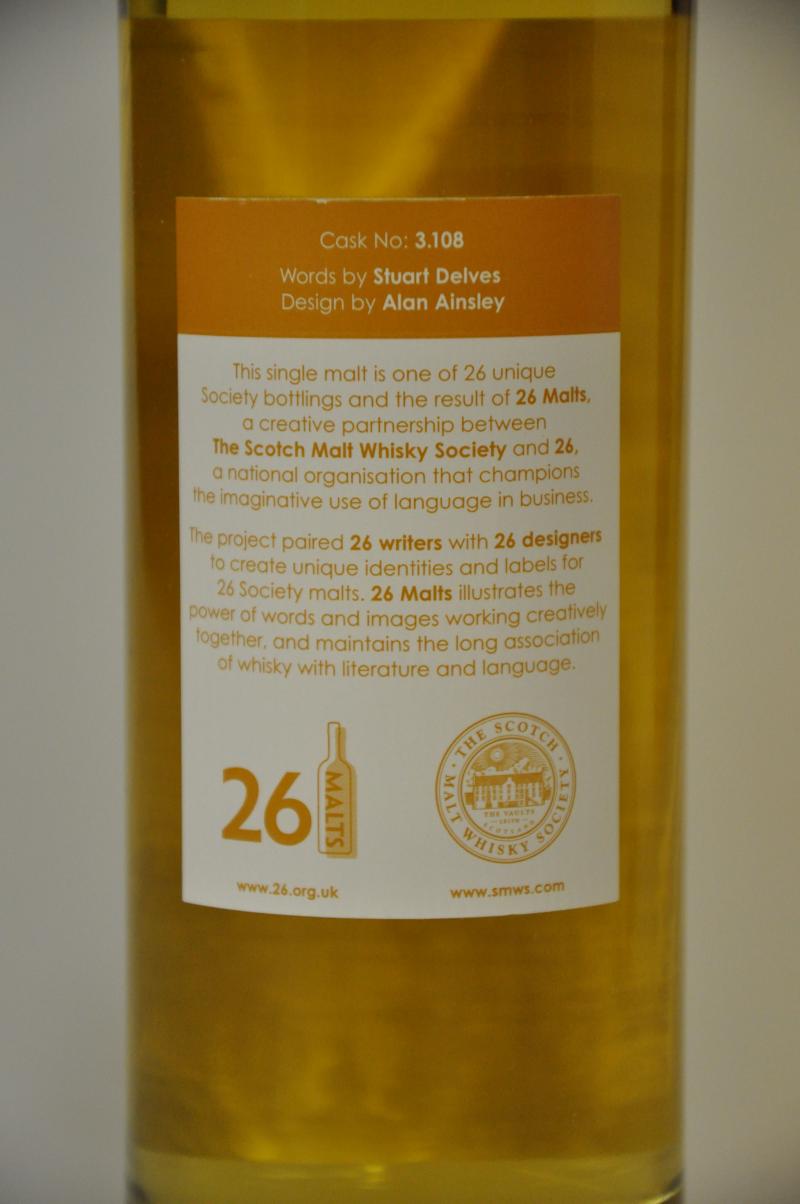 Cask No: 3.108
Words by Stuart Delves
Design by Alan Ainsley
This single malt is one of 26 unique
Society bottlings and the result of 26 Malts,
a creative partnership between
The Scotch Malt Whisky Society and 26,
a national organisation that champions
the imaginative use of language in business.
The project paired 26 writers with 26 designers
to create unique identities and labels for
26 Society malts. 26 Malts illustrates the
power of words and images working creatively
together, and maintains the long association
of whisky with literature and language.
26 MALTS
THE SCOTCH MALT WHISKY SOCIETY
THE VAULTS
LEITH
SCOTLAND
www.26.org.uk
www.smws.com